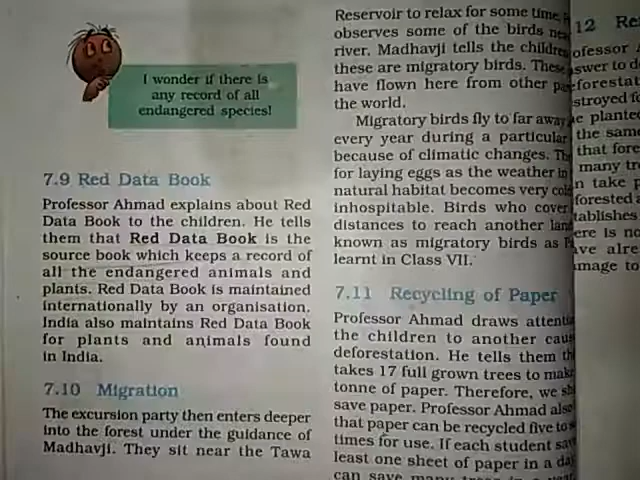 I wonder if there is
any record of all
endangered species!
7.9 Red Data Book
Professor Ahmad explains about Red
Data Book to the children. He tells
them that Red Data Book is the
source book which keeps a record of
all the endangered animals and
plants. Red Data Book is maintained
internationally by an organisation.
India also maintains Red Data Book
for plants and animals found
in India.
7.10 Migration
The excursion party then enters deeper
into the forest under the guidance of
Madhavji. They sit near the Tawa
Reservoir to relax for some time,
observes some of the birds
river. Madhavji tells the
these are migratory birds.
have flown here from other
the world.
Migratory birds fly to far away
every year during a particular
because of climatic changes.
for laying eggs as the weather in
natural habitat becomes very
inhospitable. Birds who cover
distances to reach another
known as migratory birds as
learnt in Class VII.
7.11 Recycling of Paper
Professor Ahmad draws
the children to another
deforestation. He tells them
takes 17 full grown trees to
tonne of paper. Therefore, we
save paper. Professor Ahmad
that paper can be recycled five to
times for use. If each student
least one sheet of paper in a
can save many trees in a
12
the same
that
many
take
is